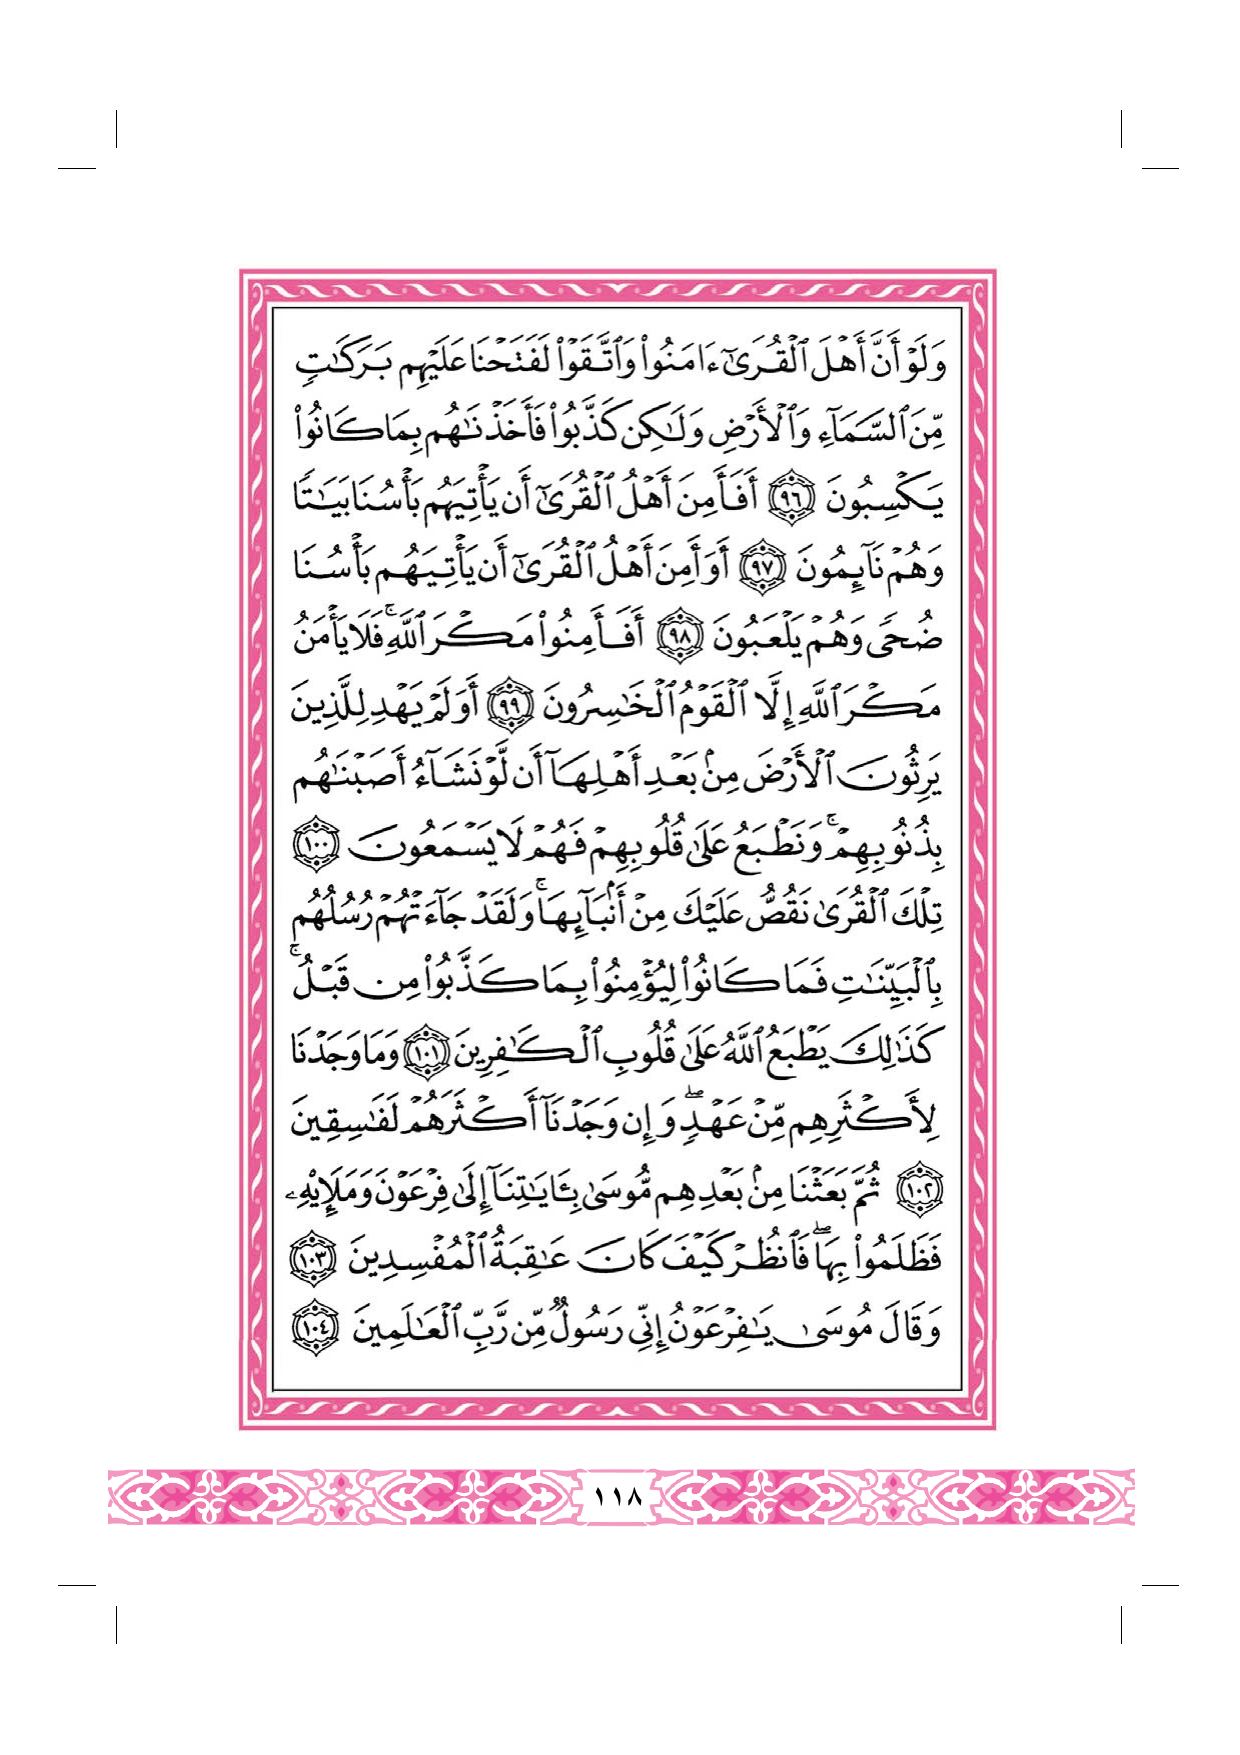 وَلَوۡ أَنَّ أَهۡلَ ٱلۡقُرَىٰٓ ءَامَنُواْ وَٱتَّقَوۡاْ لَفَتَحۡنَا عَلَيۡهِم بَرَكَٰتٖ
مِّنَ ٱلسَّمَآءِ وَٱلۡأَرۡضِ وَلَٰكِن كَذَّبُواْ فَأَخَذۡنَٰهُم بِمَا كَانُواْ
يَكۡسِبُونَ ٩٦ أَفَأَمِنَ أَهۡلُ ٱلۡقُرَىٰٓ أَن يَأۡتِيَهُم بَأۡسُنَا بَيَٰتٗا
وَهُمۡ نَآئِمُونَ ٩٧ أَوَ أَمِنَ أَهۡلُ ٱلۡقُرَىٰٓ أَن يَأۡتِيَهُم بَأۡسُنَا
ضُحٗى وَهُمۡ يَلۡعَبُونَ ٩٨ أَفَأَمِنُواْ مَكۡرَ ٱللَّهِۚ فَلَا يَأۡمَنُ
مَكۡرَ ٱللَّهِ إِلَّا ٱلۡقَوۡمُ ٱلۡخَٰسِرُونَ ٩٩ أَوَلَمۡ يَهۡدِ لِلَّذِينَ
يَرِثُونَ ٱلۡأَرۡضَ مِنۢ بَعۡدِ أَهۡلِهَآ أَن لَّوۡ نَشَآءُ أَصَبۡنَٰهُم
بِذُنُوبِهِمۡۚ وَنَطۡبَعُ عَلَىٰ قُلُوبِهِمۡ فَهُمۡ لَا يَسۡمَعُونَ ١٠٠
تِلۡكَ ٱلۡقُرَىٰ نَقُصُّ عَلَيۡكَ مِنۡ أَنۢبَآئِهَاۚ وَلَقَدۡ جَآءَتۡهُمۡ رُسُلُهُم
بِٱلۡبَيِّنَٰتِ فَمَا كَانُواْ لِيُؤۡمِنُواْ بِمَا كَذَّبُواْ مِن قَبۡلُۚ
كَذَٰلِكَ يَطۡبَعُ ٱللَّهُ عَلَىٰ قُلُوبِ ٱلۡكَٰفِرِينَ ١٠١ وَمَا وَجَدۡنَا
لِأَكۡثَرِهِم مِّنۡ عَهۡدٖۖ وَإِن وَجَدۡنَآ أَكۡثَرَهُمۡ لَفَٰسِقِينَ
١٠٢ ثُمَّ بَعَثۡنَا مِنۢ بَعۡدِهِم مُّوسَىٰ بِـَٔايَٰتِنَآ إِلَىٰ فِرۡعَوۡنَ وَمَلَإِيْهِۦ
فَظَلَمُواْ بِهَاۖ فَٱنظُرۡ كَيۡفَ كَانَ عَٰقِبَةُ ٱلۡمُفۡسِدِينَ ١٠٣
وَقَالَ مُوسَىٰ يَٰفِرۡعَوۡنُ إِنِّي رَسُولٞ مِّن رَّبِّ ٱلۡعَٰلَمِينَ ١٠٤
١١٨